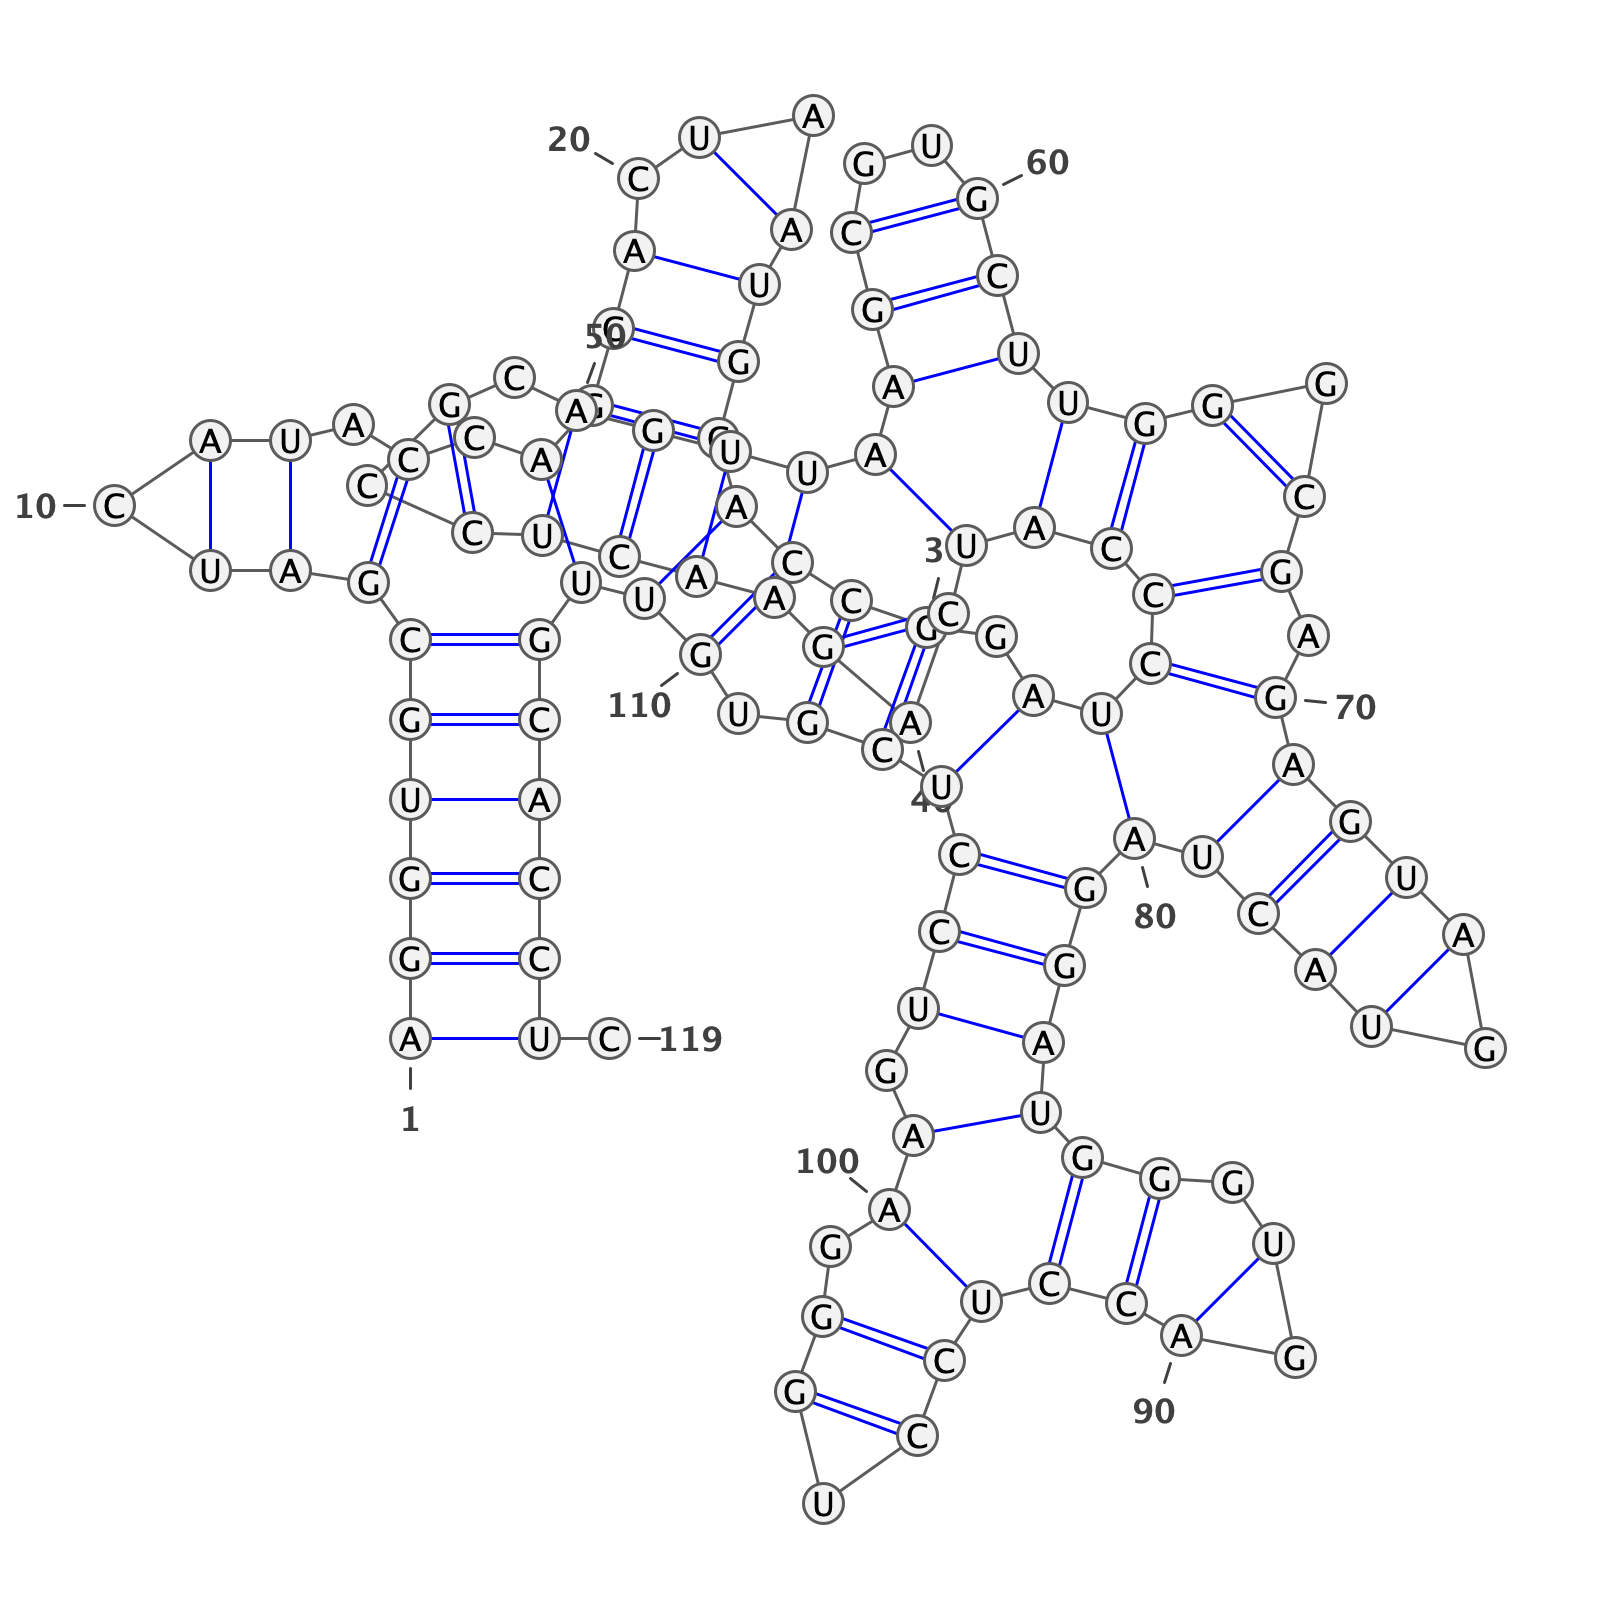 A
20 U U
G 60
C G
A C
A
C
U
G
G 50
G U
C A G
G A G U G
A G G
A U C G
U A
C A U
C C
10 C A
C U A U
C C 3 C
U A G U A G
U A C C
C G
C G G G A
G C
A G
110 70
G C U G A U
C A
U
U A 40
G
A
C U
G C G U
80 C
C A
G C G A
U U
A U C 119 A G
G
1 U
A
100 G
G G
A
G U
C
U C
G
A
C G
G
90
C
U